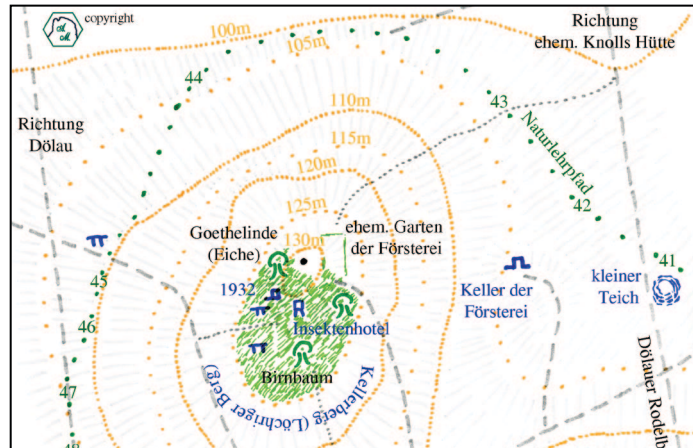 copyright
100m
105m
Richtung
ehem. Knolls Hütte
44
43
110m
Richtung
Dölau
115m
Naturlehrpfad
120m
125m
42
Goethelinde
(Eiche)
130m
ehem. Garten
der Försterei
41
45
1932
Keller der
Försterei
kleiner
Teich
46
Insektenhotel
Birnbaum
Kellerberg (Löchriger Berg)
47
48
Dölauer Rodelb